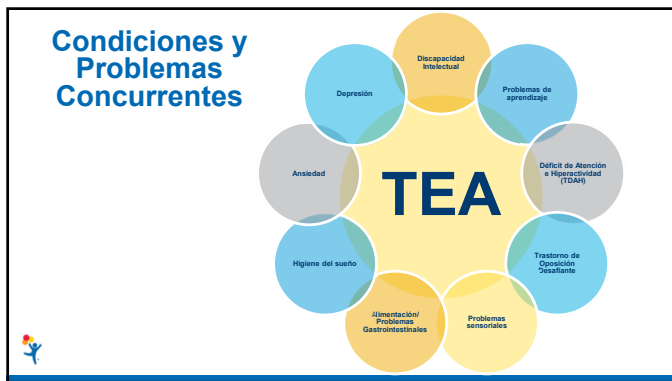 Condiciones y
Problemas
Concurrentes
Discapacidad
Intelectual
Problemas de
aprendizaje
Déficit de Atención
e Hiperactividad
(TDAH)
Trastorno de
Oposición
Desafiante
Problemas
sensoriales
Alimentación/
Problemas
Gastrointestinales
Higiene del sueño
Ansiedad
Depresión
TEA